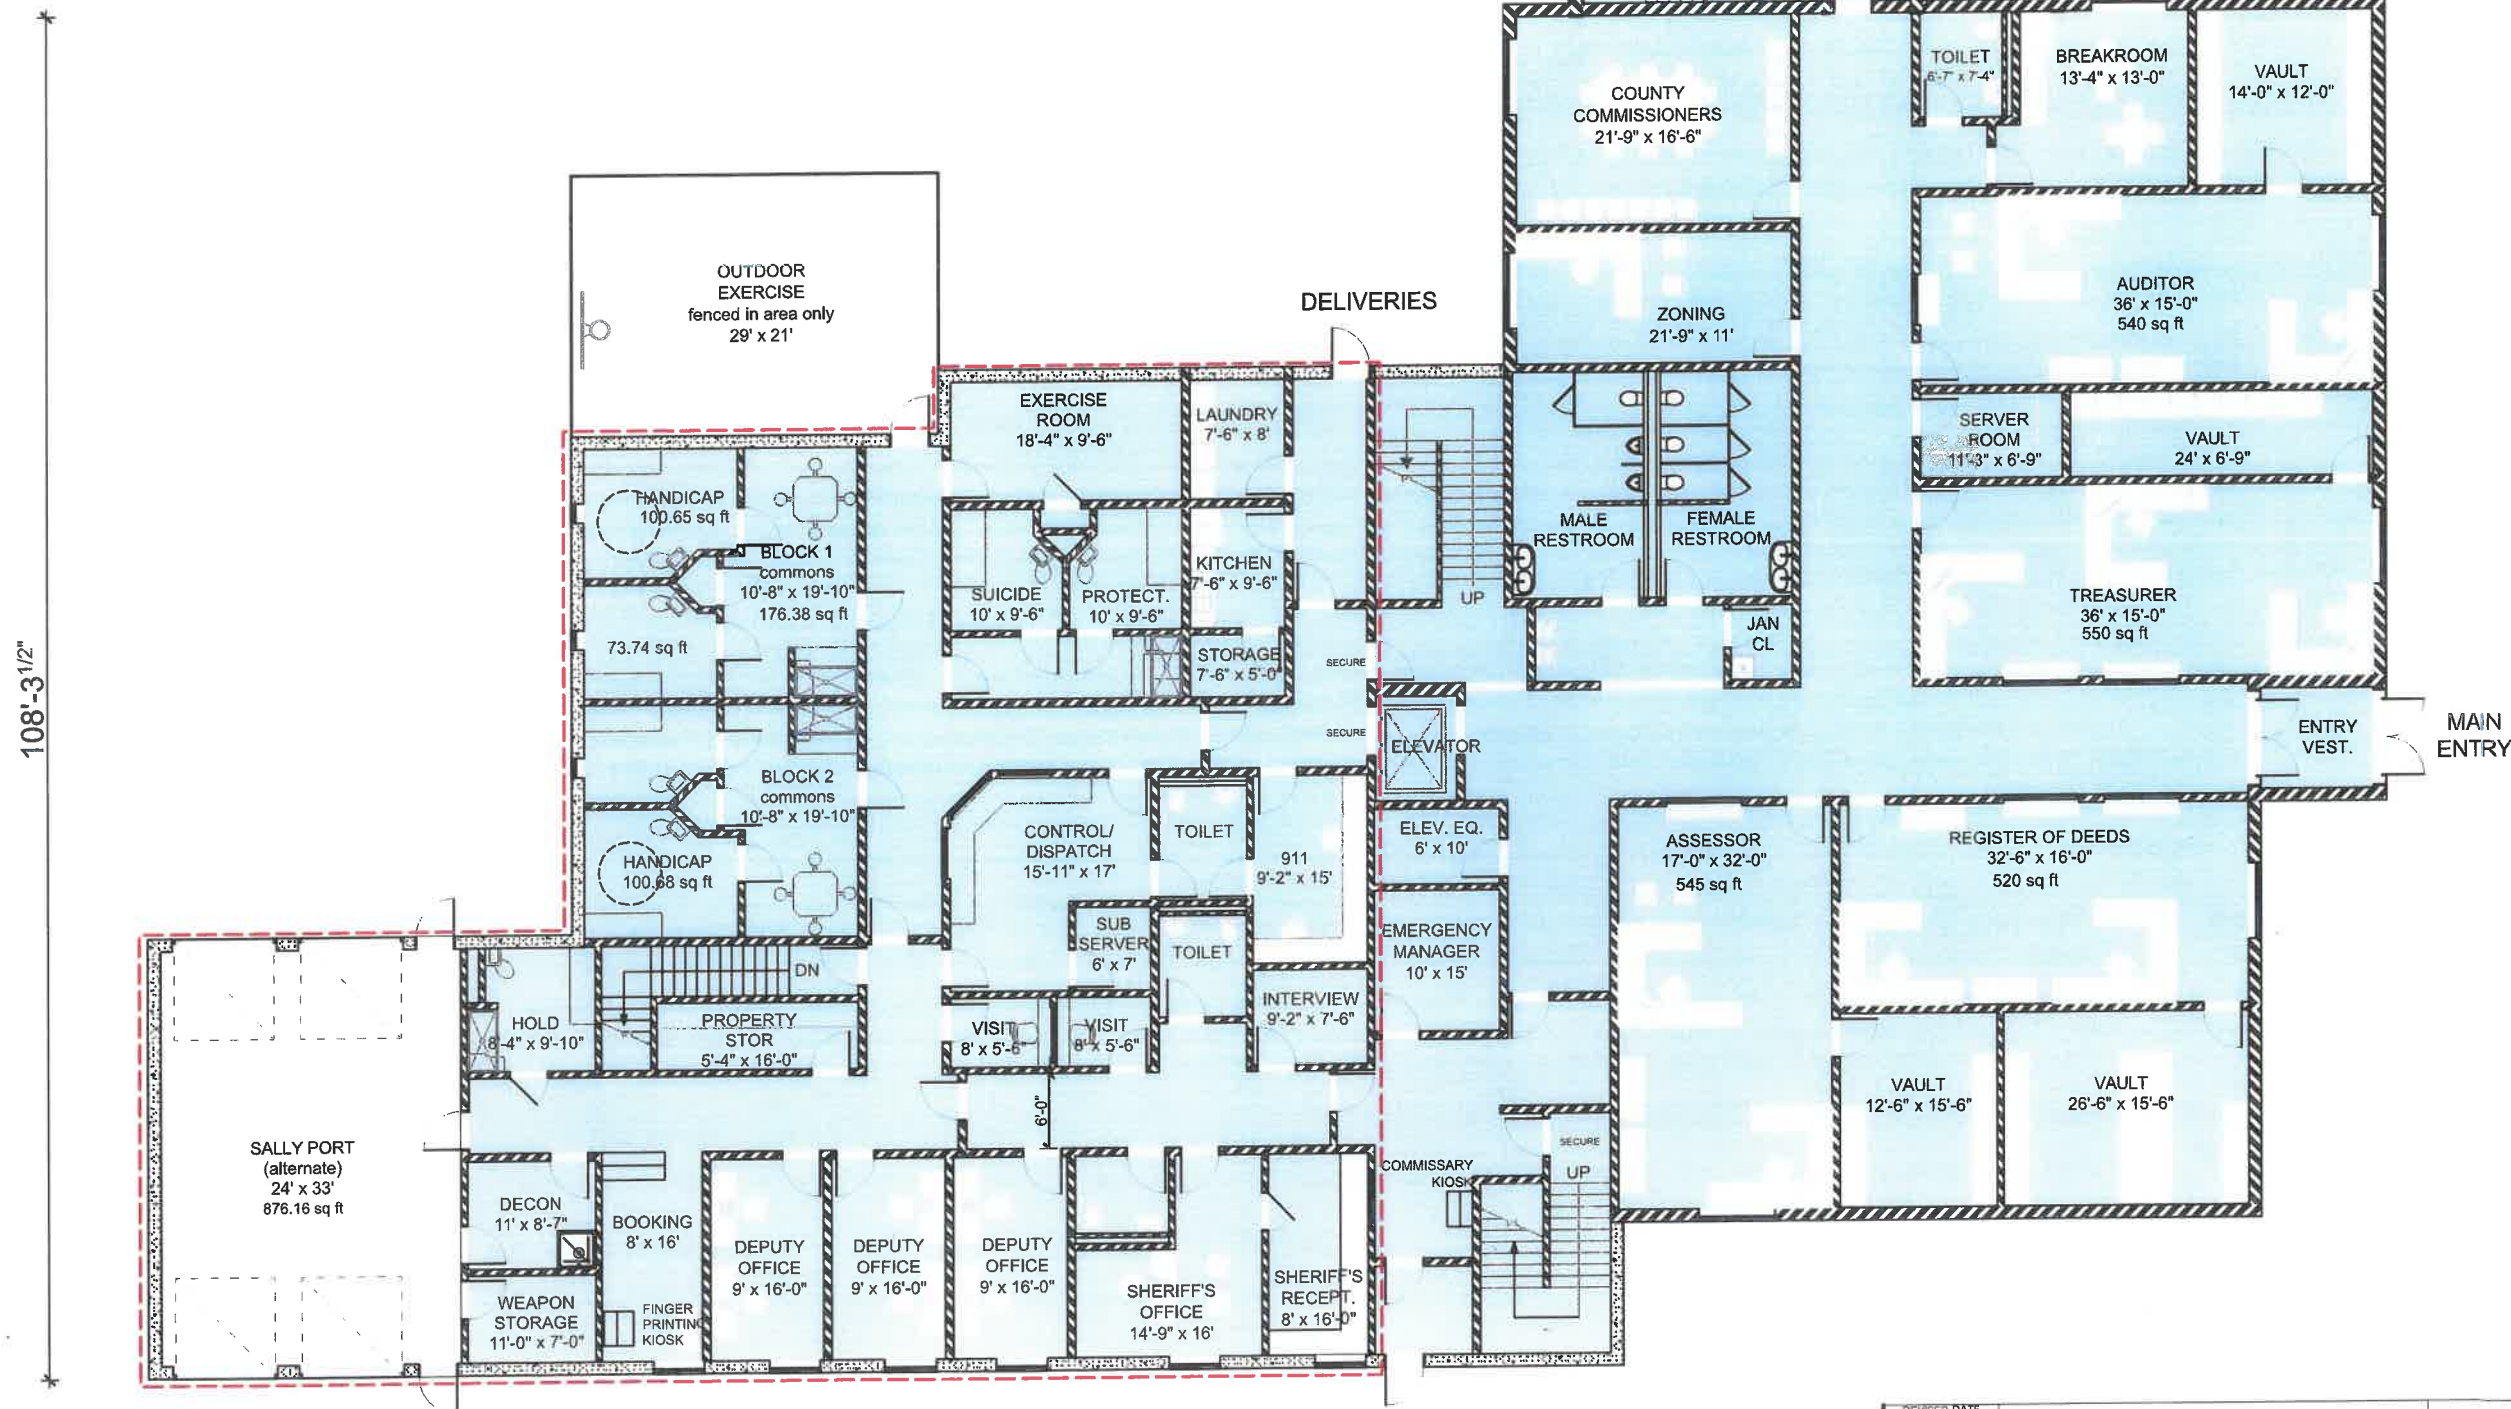 TOILET
6'-7" x 7'-4"
BREAKROOM
13'-4" x 13'-0"
VAULT
14'-0" x 12'-0"
COUNTY
COMMISSIONERS
21'-9" x 16'-6"
OUTDOOR
EXERCISE
fenced in area only
29' x 21'
DELIVERIES
ZONING
21'-9" x 11'
AUDITOR
36' x 15'-0"
540 sq ft
EXERCISE
ROOM
18'-4" x 9'-6"
LAUNDRY
7'-6" x 8'
SERVER
ROOM
11'-3" x 6'-9"
VAULT
24' x 6'-9"
HANDICAP
100.65 sq ft
BLOCK 1
commons
10'-8" x 19'-10"
176.38 sq ft
73.74 sq ft
SUICIDE
10' x 9'-6"
PROTECT.
10' x 9'-6"
KITCHEN
7'-6" x 9'-6"
STORAGE
7'-6" x 5'-0"
UP
MALE
RESTROOM
FEMALE
RESTROOM
JAN
CL
TREASURER
36' x 15'-0"
550 sq ft
108'-3 1/2"
SECURE
SECURE
ELEVATOR
ENTRY
VEST.
MAIN
ENTRY
BLOCK 2
commons
10'-8" x 19'-10"
HANDICAP
100.68 sq ft
CONTROL/
DISPATCH
15'-11" x 17'
TOILET
911
9'-2" x 15'
ELEV. EQ.
6' x 10'
ASSESSOR
17'-0" x 32'-0"
545 sq ft
REGISTER OF DEEDS
32'-6" x 16'-0"
520 sq ft
SUB
SERVER
6' x 7'
TOILET
EMERGENCY
MANAGER
10' x 15'
DN
HOLD
8'-4" x 9'-10"
PROPERTY
STOR
5'-4" x 16'-0"
VISIT
8' x 5'-6"
VISIT
8' x 5'-6"
INTERVIEW
9'-2" x 7'-6"
VAULT
12'-6" x 15'-6"
VAULT
26'-6" x 15'-6"
6'-0"
SALLY PORT
(alternate)
24' x 33'
876.16 sq ft
SECURE
UP
COMMISSARY
KIOSK
DECON
11' x 8'-7"
BOOKING
8' x 16'
DEPUTY
OFFICE
9' x 16'-0"
DEPUTY
OFFICE
9' x 16'-0"
DEPUTY
OFFICE
9' x 16'-0"
SHERIFF'S
OFFICE
14'-9" x 16'
SHERIFF'S
RECEPT.
8' x 16'-0"
WEAPON
STORAGE
11'-0" x 7'-0"
FINGER
PRINTING
KIOSK